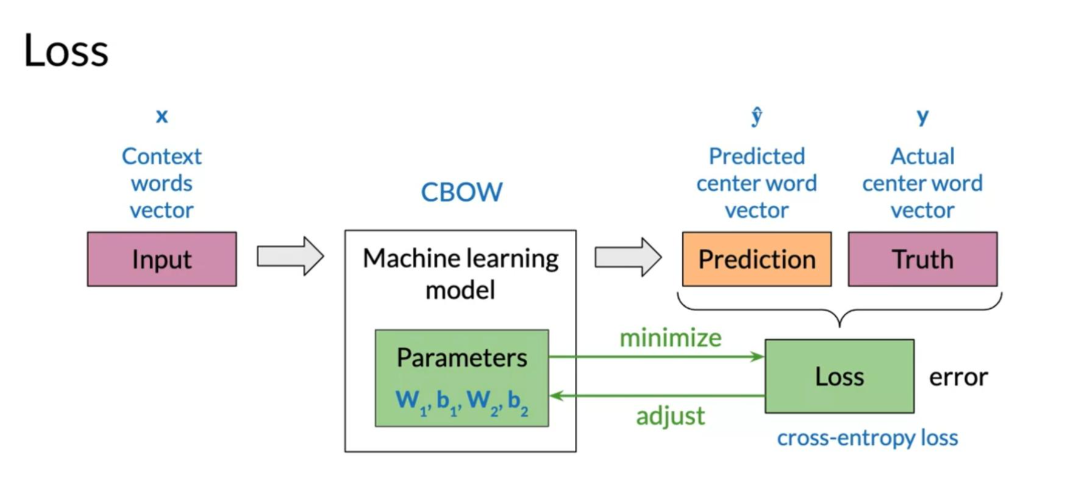 Loss
x
Context
words
vector
Input
CBOW
Machine learning
model
Parameters
W₁, b₁, W₂, b₂
ŷ
Predicted
center word
vector
Prediction
y
Actual
center word
vector
Truth
minimize
adjust
Loss
error
cross-entropy loss